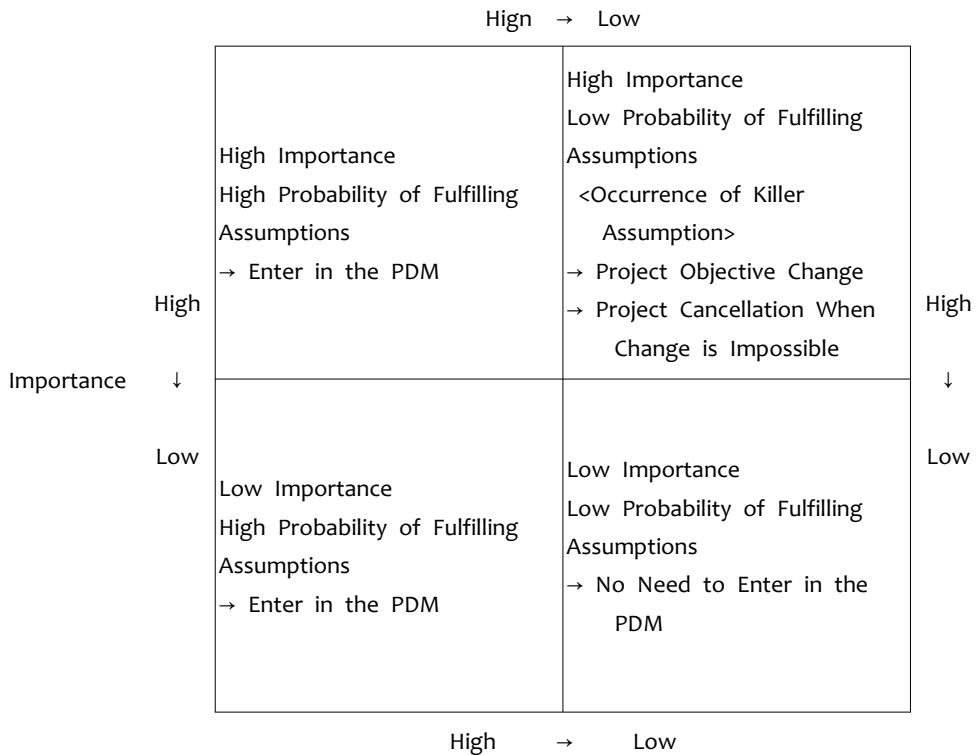 Hign → Low
High Importance
High Probability of Fulfilling
Assumptions
→ Enter in the PDM
High Importance
Low Probability of Fulfilling
Assumptions
<Occurrence of Killer
Assumption>
→ Project Objective Change
→ Project Cancellation When
Change is Impossible
High
High
Importance ↓
↓
Low
Low
Low Importance
High Probability of Fulfilling
Assumptions
→ Enter in the PDM
Low Importance
Low Probability of Fulfilling
Assumptions
→ No Need to Enter in the
PDM
High → Low